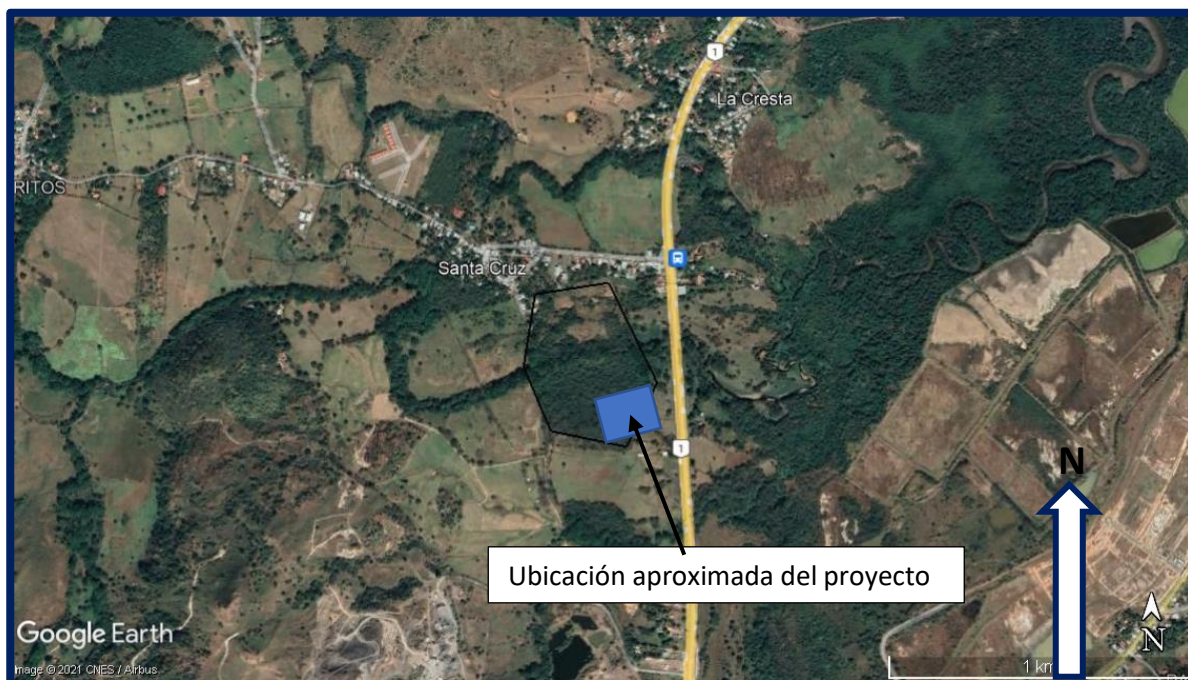 1
La Cresta
RITOS
Santa Cruz
1
N
Ubicación aproximada del proyecto
Google Earth
N
Image © 2021 CNES / Airbus
1 km